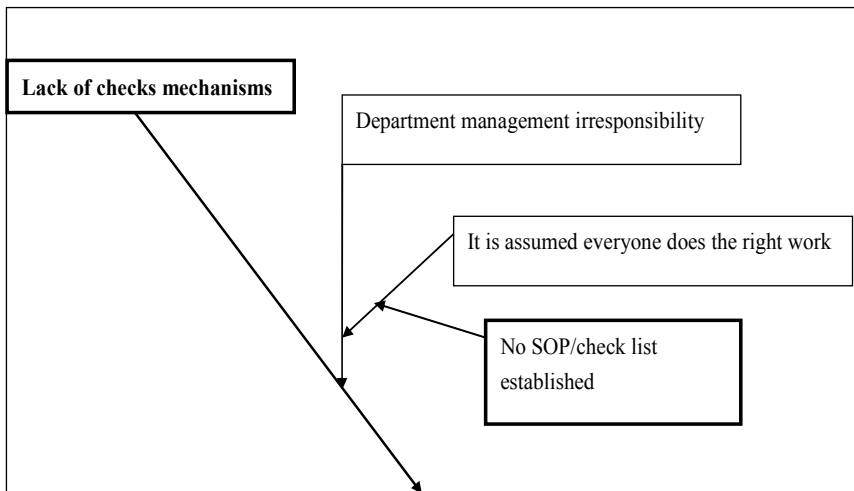 Lack of checks mechanisms
Department management irresponsibility
It is assumed everyone does the right work
No SOP/check list
established